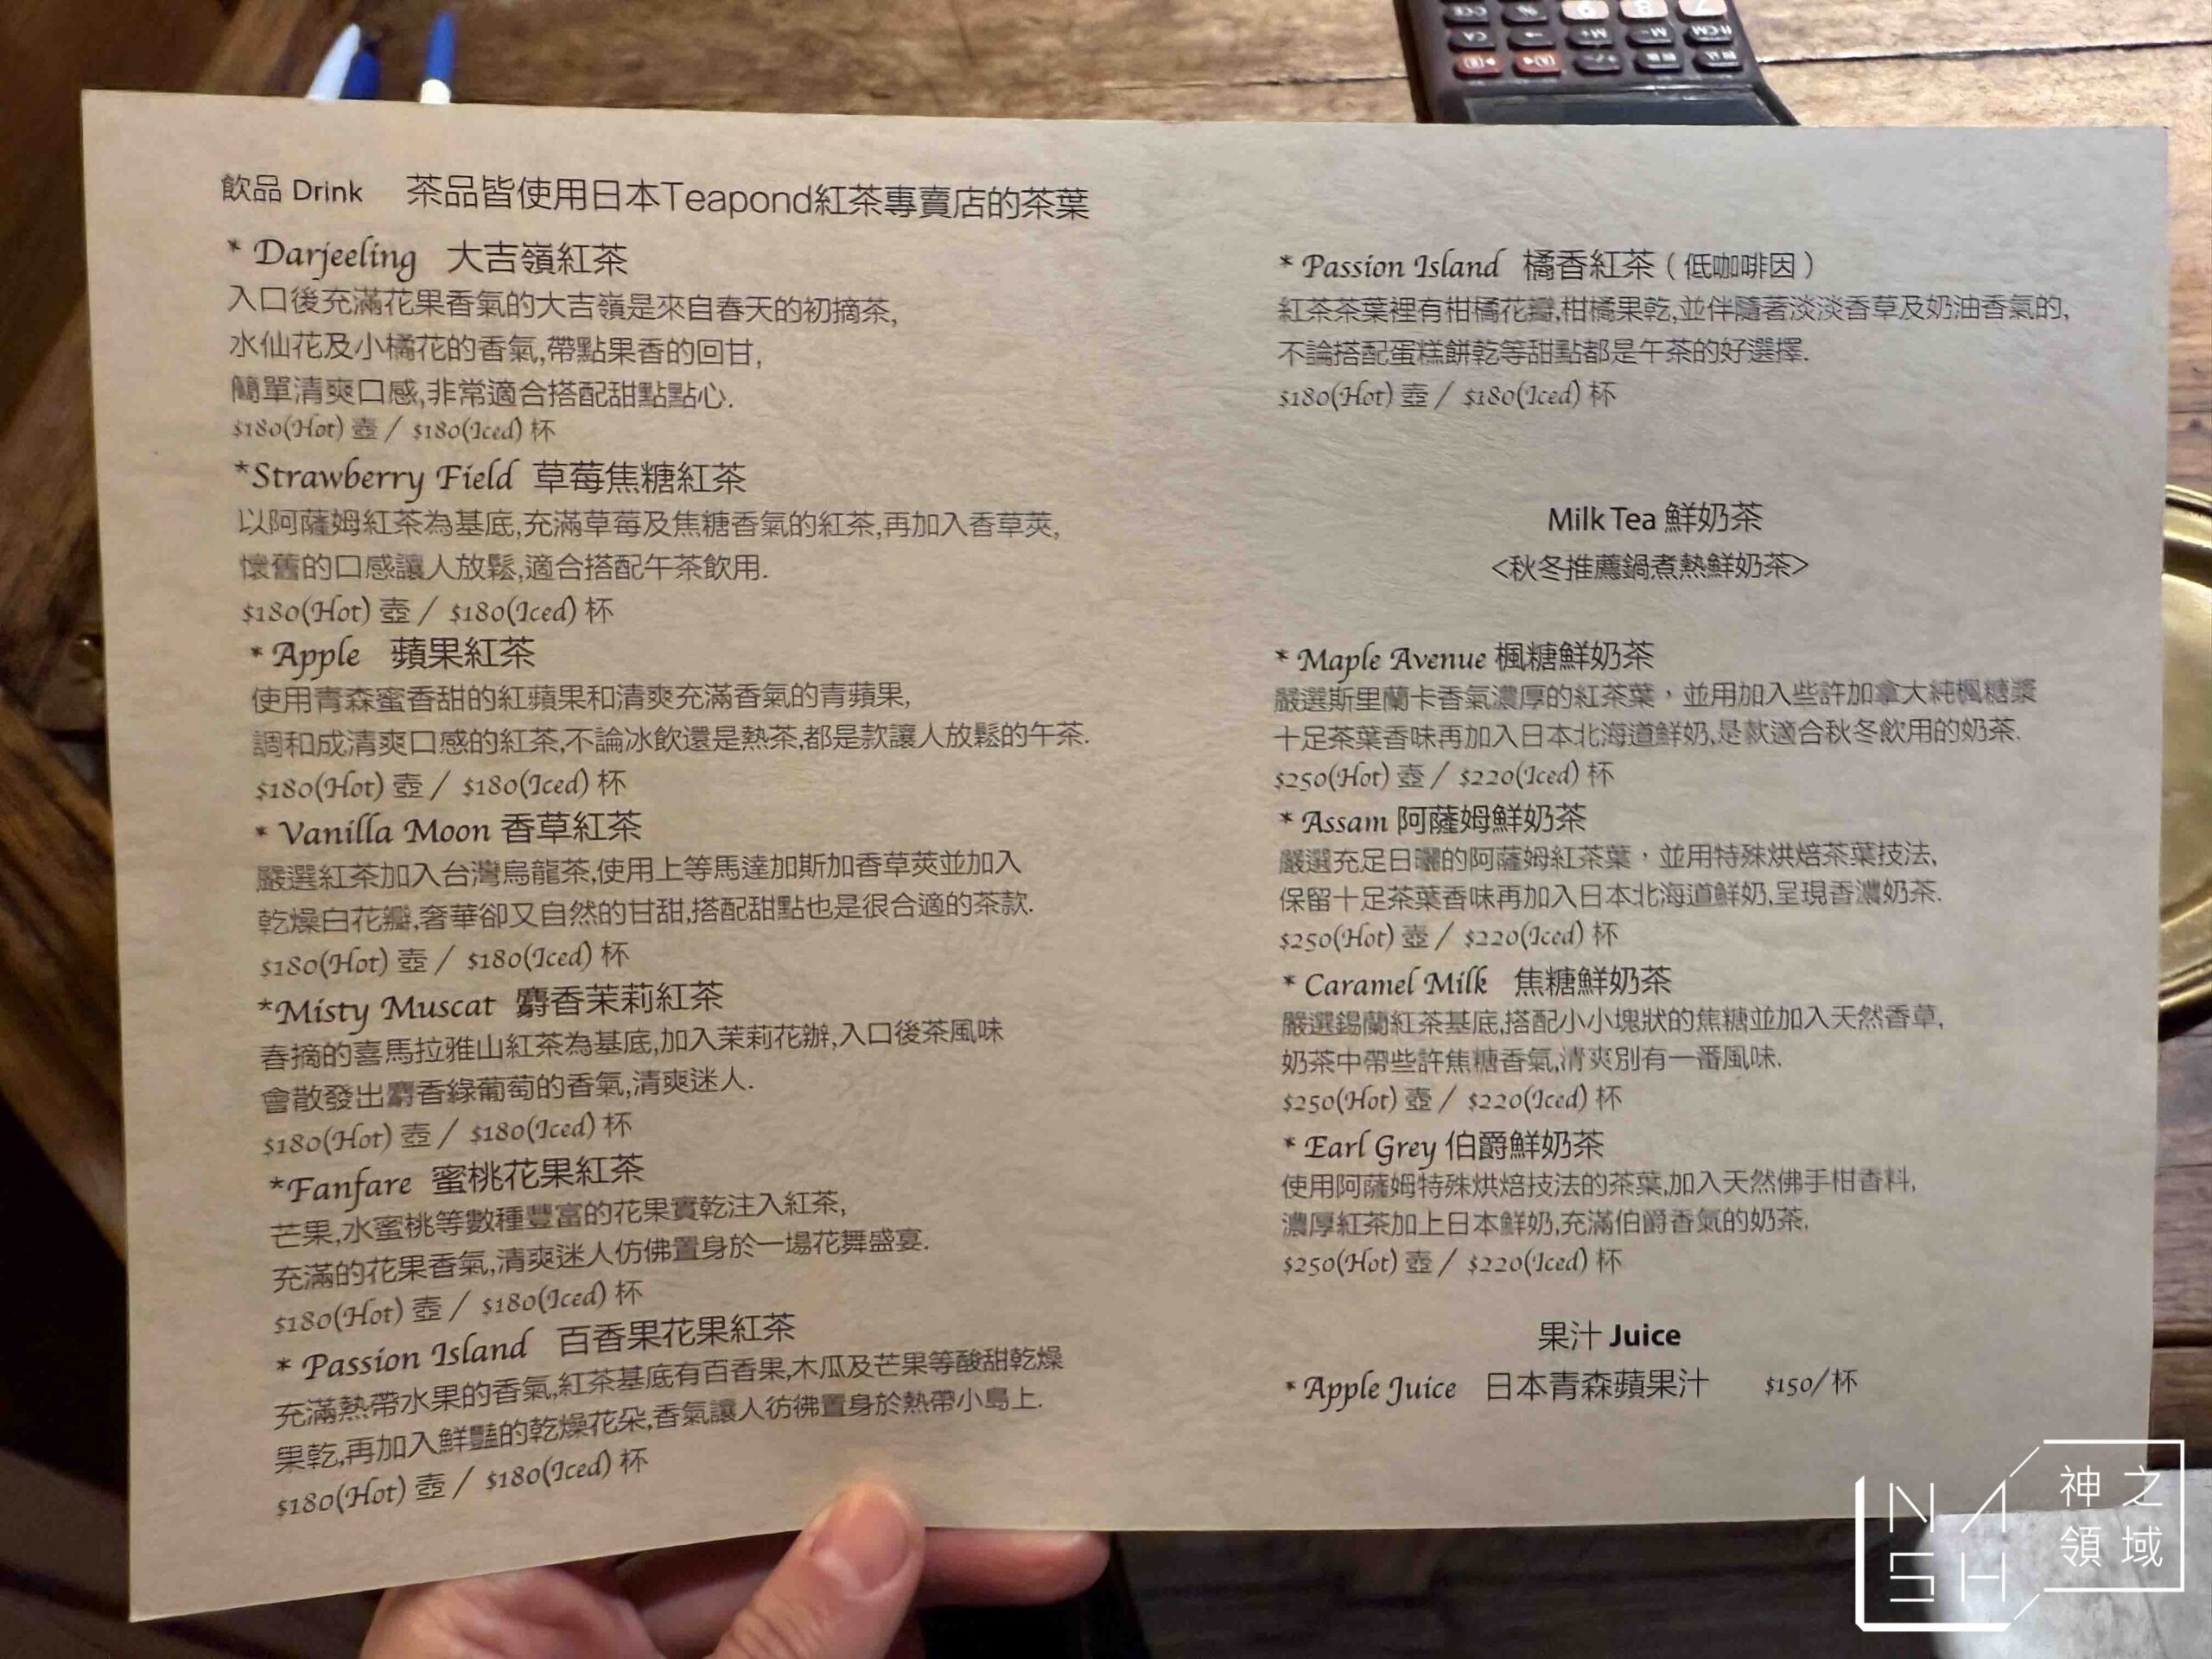 飲品 Drink 茶品皆使用日本Teapond紅茶專賣店的茶葉
* Darjeeling 大吉嶺紅茶
入口後充滿花果香氣的大吉嶺是來自春天的初摘茶,
水仙花及小橘花的香氣,帶點果香的回甘,
簡單清爽口感,非常適合搭配甜點點心.
$180(Hot) 壺 / $180(Iced) 杯
*Strawberry Field 草莓焦糖紅茶
以阿薩姆紅茶為基底,充滿草莓及焦糖香氣的紅茶,再加入香草莢,
懷舊的口感讓人放鬆,適合搭配午茶飲用.
$180(Hot) 壺 / $180(Iced) 杯
* Apple 蘋果紅茶
使用青森蜜香甜的紅蘋果和清爽充滿香氣的青蘋果,
調和成清爽口感的紅茶,不論冰飲還是熱茶,都是款讓人放鬆的午茶.
$180(Hot) 壺 / $180(Iced) 杯
* Vanilla Moon 香草紅茶
嚴選紅茶加入台灣烏龍茶,使用上等馬達加斯加香草莢並加入
乾燥白花瓣,奢華卻又自然的甘甜,搭配甜點也是很合適的茶款.
$180(Hot) 壺 / $180(Iced) 杯
*Misty Muscat 麝香茉莉紅茶
春摘的喜馬拉雅山紅茶為基底,加入茉莉花辦,入口後茶風味
會散發出麝香綠葡萄的香氣,清爽迷人.
$180(Hot) 壺 / $180(Iced) 杯
*Fanfare 蜜桃花果紅茶
芒果,水蜜桃等數種豐富的花果實乾注入紅茶,
充滿的花果香氣,清爽迷人仿佛置身於一場花舞盛宴.
$180(Hot) 壺 / $180(Iced) 杯
* Passion Island 百香果花果紅茶
充滿熱帶水果的香氣,紅茶基底有百香果,木瓜及芒果等酸甜乾燥
果乾,再加入鮮豔的乾燥花朵,香氣讓人彷彿置身於熱帶小島上.
$180(Hot) 壺 / $180(Iced) 杯
* Passion Island 橘香紅茶 ( 低咖啡因 )
紅茶茶葉裡有柑橘花瓣,柑橘果乾,並伴隨著淡淡香草及奶油香氣的,
不論搭配蛋糕餅乾等甜點都是午茶的好選擇.
$180(Hot) 壺 / $180(Iced) 杯
Milk Tea 鮮奶茶
<秋冬推薦鍋煮熱鮮奶茶>
* Maple Avenue 楓糖鮮奶茶
嚴選斯里蘭卡香氣濃厚的紅茶葉，並用加入些許加拿大純楓糖漿
十足茶葉香味再加入日本北海道鮮奶,是款適合秋冬飲用的奶茶.
$250(Hot) 壺 / $220(Iced) 杯
* Assam 阿薩姆鮮奶茶
嚴選充足日曬的阿薩姆紅茶葉，並用特殊烘焙茶葉技法,
保留十足茶葉香味再加入日本北海道鮮奶,呈現香濃奶茶.
$250(Hot) 壺 / $220(Iced) 杯
* Caramel Milk 焦糖鮮奶茶
嚴選錫蘭紅茶基底,搭配小小塊狀的焦糖並加入天然香草,
奶茶中帶些許焦糖香氣,清爽別有一番風味.
$250(Hot) 壺 / $220(Iced) 杯
* Earl Grey 伯爵鮮奶茶
使用阿薩姆特殊烘焙技法的茶葉,加入天然佛手柑香料,
濃厚紅茶加上日本鮮奶,充滿伯爵香氣的奶茶.
$250(Hot) 壺 / $220(Iced) 杯
果汁 Juice
* Apple Juice 日本青森蘋果汁 $150/杯
NASH
神之
領域